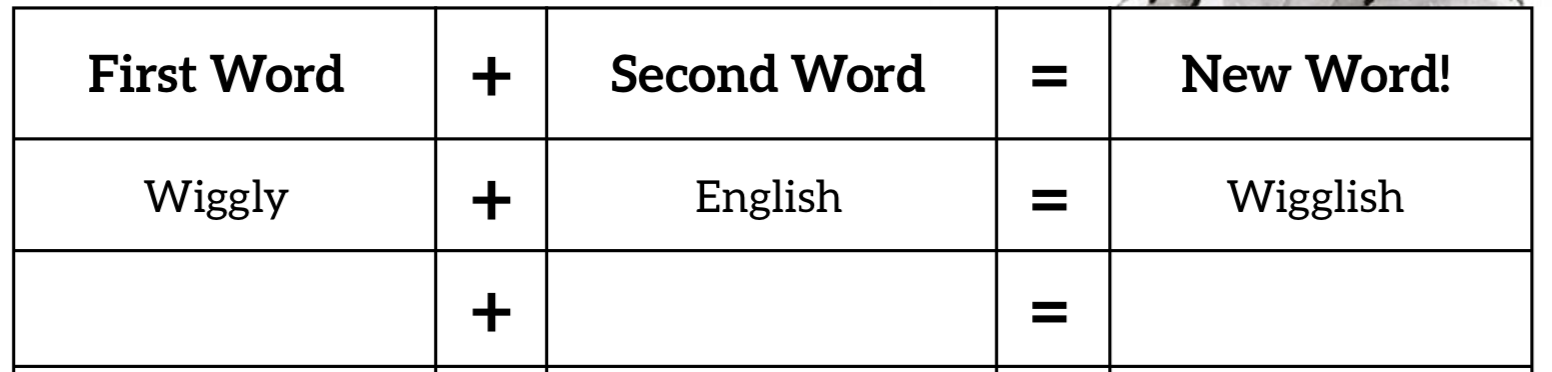 First Word + Second Word = New Word!
Wiggly + English = Wigglish
+ =